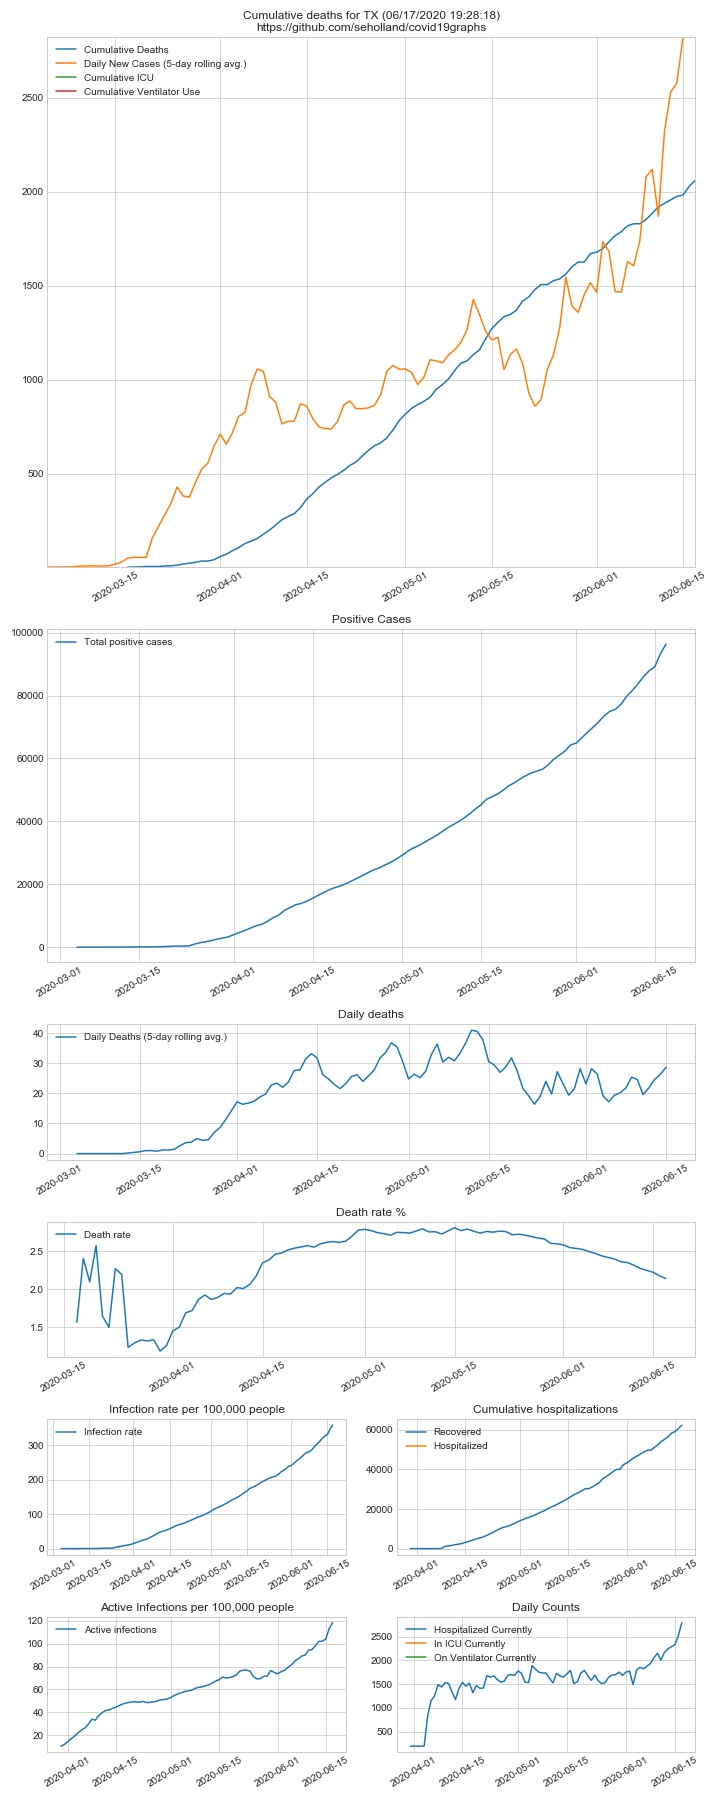 Cumulative deaths for TX (06/17/2020 19:28:18)
https://github.com/seholland/covid19graphs
Cumulative Deaths
Daily New Cases (5-day rolling avg.)
Cumulative ICU
Cumulative Ventilator Use
2500
2000
1500
1000
500
2020-03-15 2020-04-01 2020-04-15 2020-05-01 2020-05-15 2020-06-01 2020-06-15
Positive Cases
Total positive cases
100000
80000
60000
40000
20000
0
2020-03-01 2020-03-15 2020-04-01 2020-04-15 2020-05-01 2020-05-15 2020-06-01 2020-06-15
Daily deaths
Daily Deaths (5-day rolling avg.)
40
30
20
10
0
2020-03-01 2020-03-15 2020-04-01 2020-04-15 2020-05-01 2020-05-15 2020-06-01 2020-06-15
Death rate %
Death rate
2.5
2.0
1.5
2020-03-15 2020-04-01 2020-04-15 2020-05-01 2020-05-15 2020-06-01 2020-06-15
Infection rate per 100,000 people
Infection rate
300
200
100
0
2020-03-01 2020-03-15 2020-04-01 2020-04-15 2020-05-01 2020-05-15 2020-06-01 2020-06-15
Cumulative hospitalizations
Recovered
Hospitalized
60000
40000
20000
0
2020-04-01 2020-04-15 2020-05-01 2020-05-15 2020-06-01 2020-06-15
Active Infections per 100,000 people
Active infections
120
100
80
60
40
20
2020-04-01 2020-04-15 2020-05-01 2020-05-15 2020-06-01 2020-06-15
Daily Counts
Hospitalized Currently
In ICU Currently
On Ventilator Currently
2500
2000
1500
1000
500
2020-04-01 2020-04-15 2020-05-01 2020-05-15 2020-06-01 2020-06-15